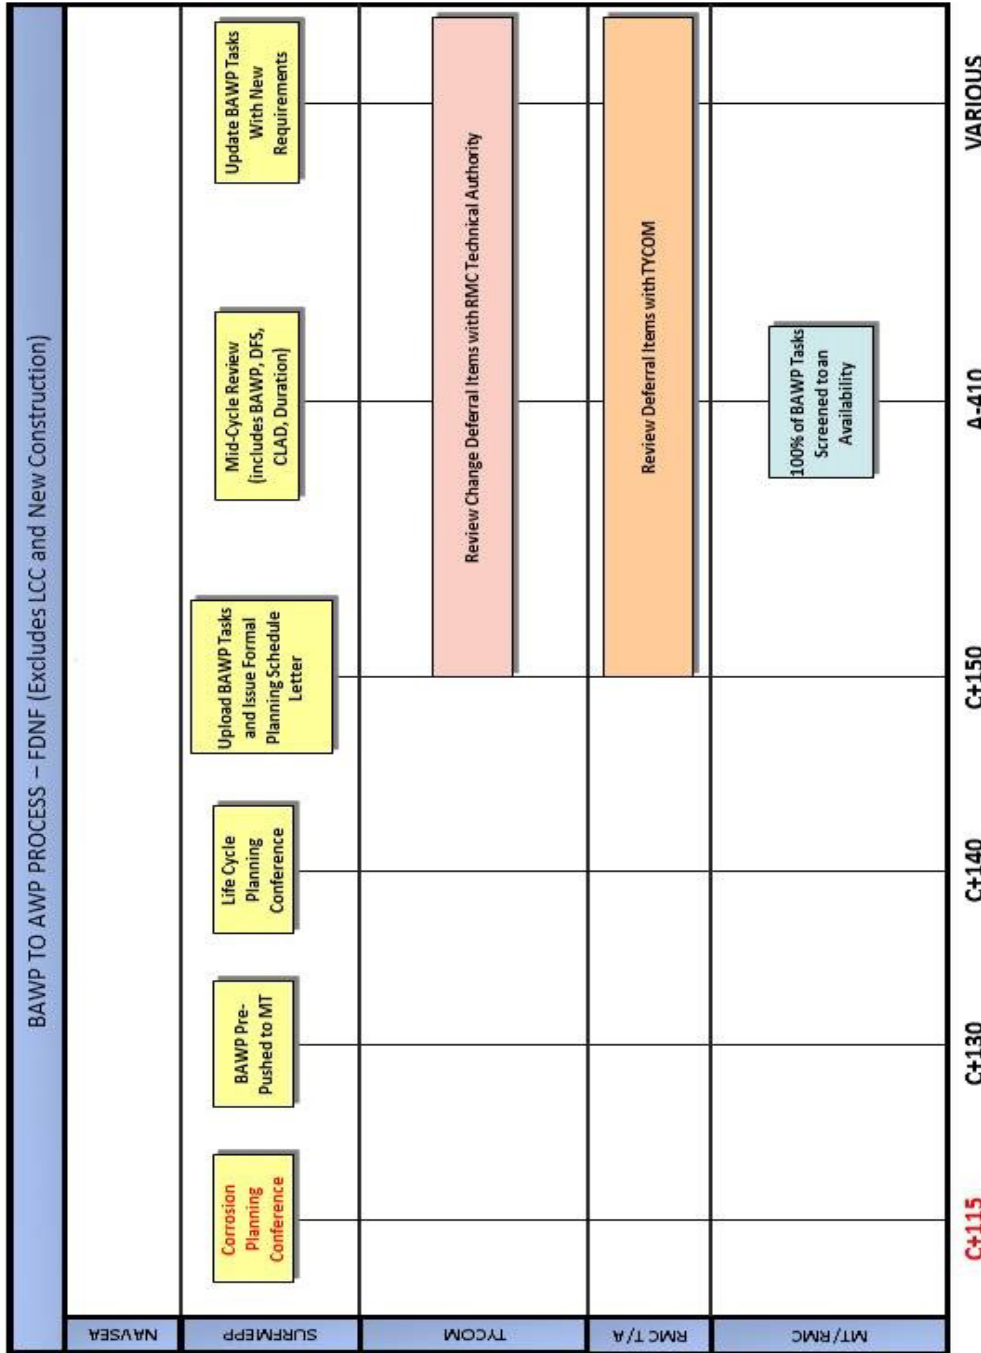 BAWP TO AWP PROCESS – FDNF (Excludes LCC and New Construction)
NAVSEA
SURFMEPP
Corrosion
Planning
Conference
BAWP Pre-
Pushed to MT
Life Cycle
Planning
Conference
Upload BAWP Tasks
and Issue Formal
Planning Schedule
Letter
Mid-Cycle Review
(includes BAWP, DFS,
CLAD, Duration)
Update BAWP Tasks
With New
Requirements
TYCOM
Review Change Deferral Items with RMC Technical Authority
RMC T/A
Review Deferral Items with TYCOM
MT/RMC
100% of BAWP Tasks
Screened to an
Availability
C+115
C+130
C+140
C+150
A-410
VARIOUS